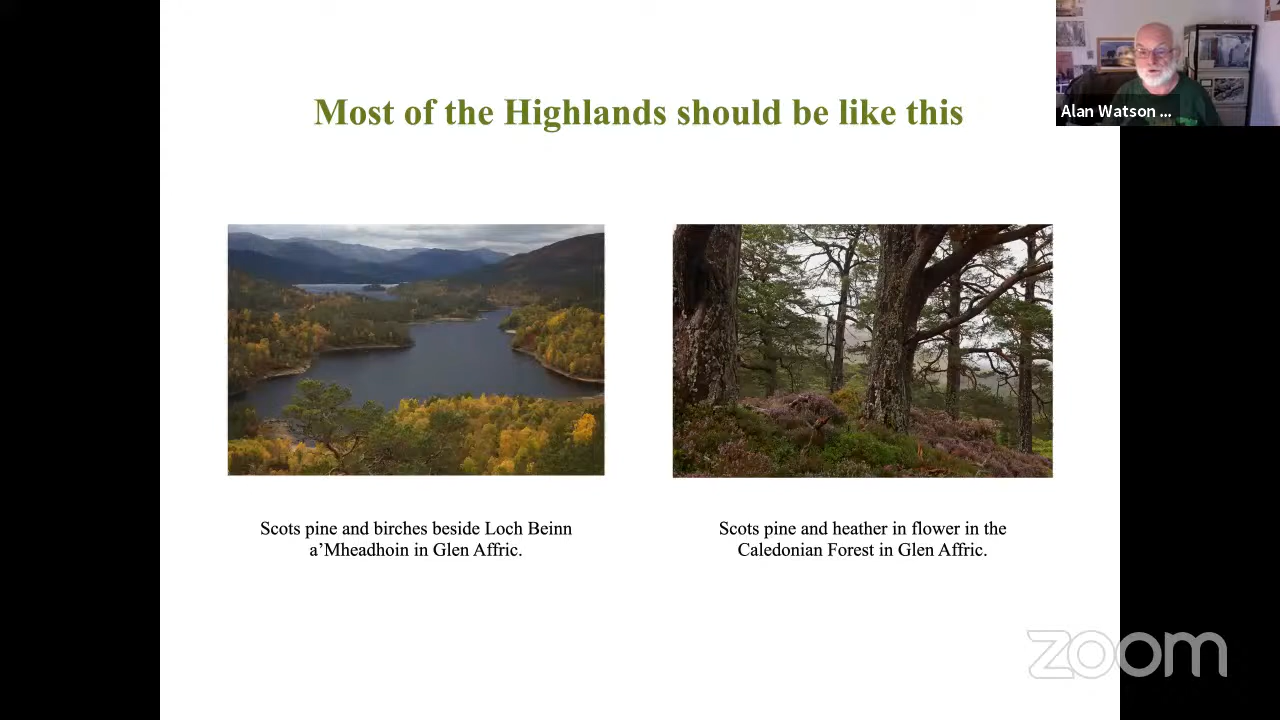 Most of the Highlands should be like this
Alan Watson ...
Scots pine and birches beside Loch Beinn
a’Mheadhoin in Glen Affric.
Scots pine and heather in flower in the
Caledonian Forest in Glen Affric.
zoom